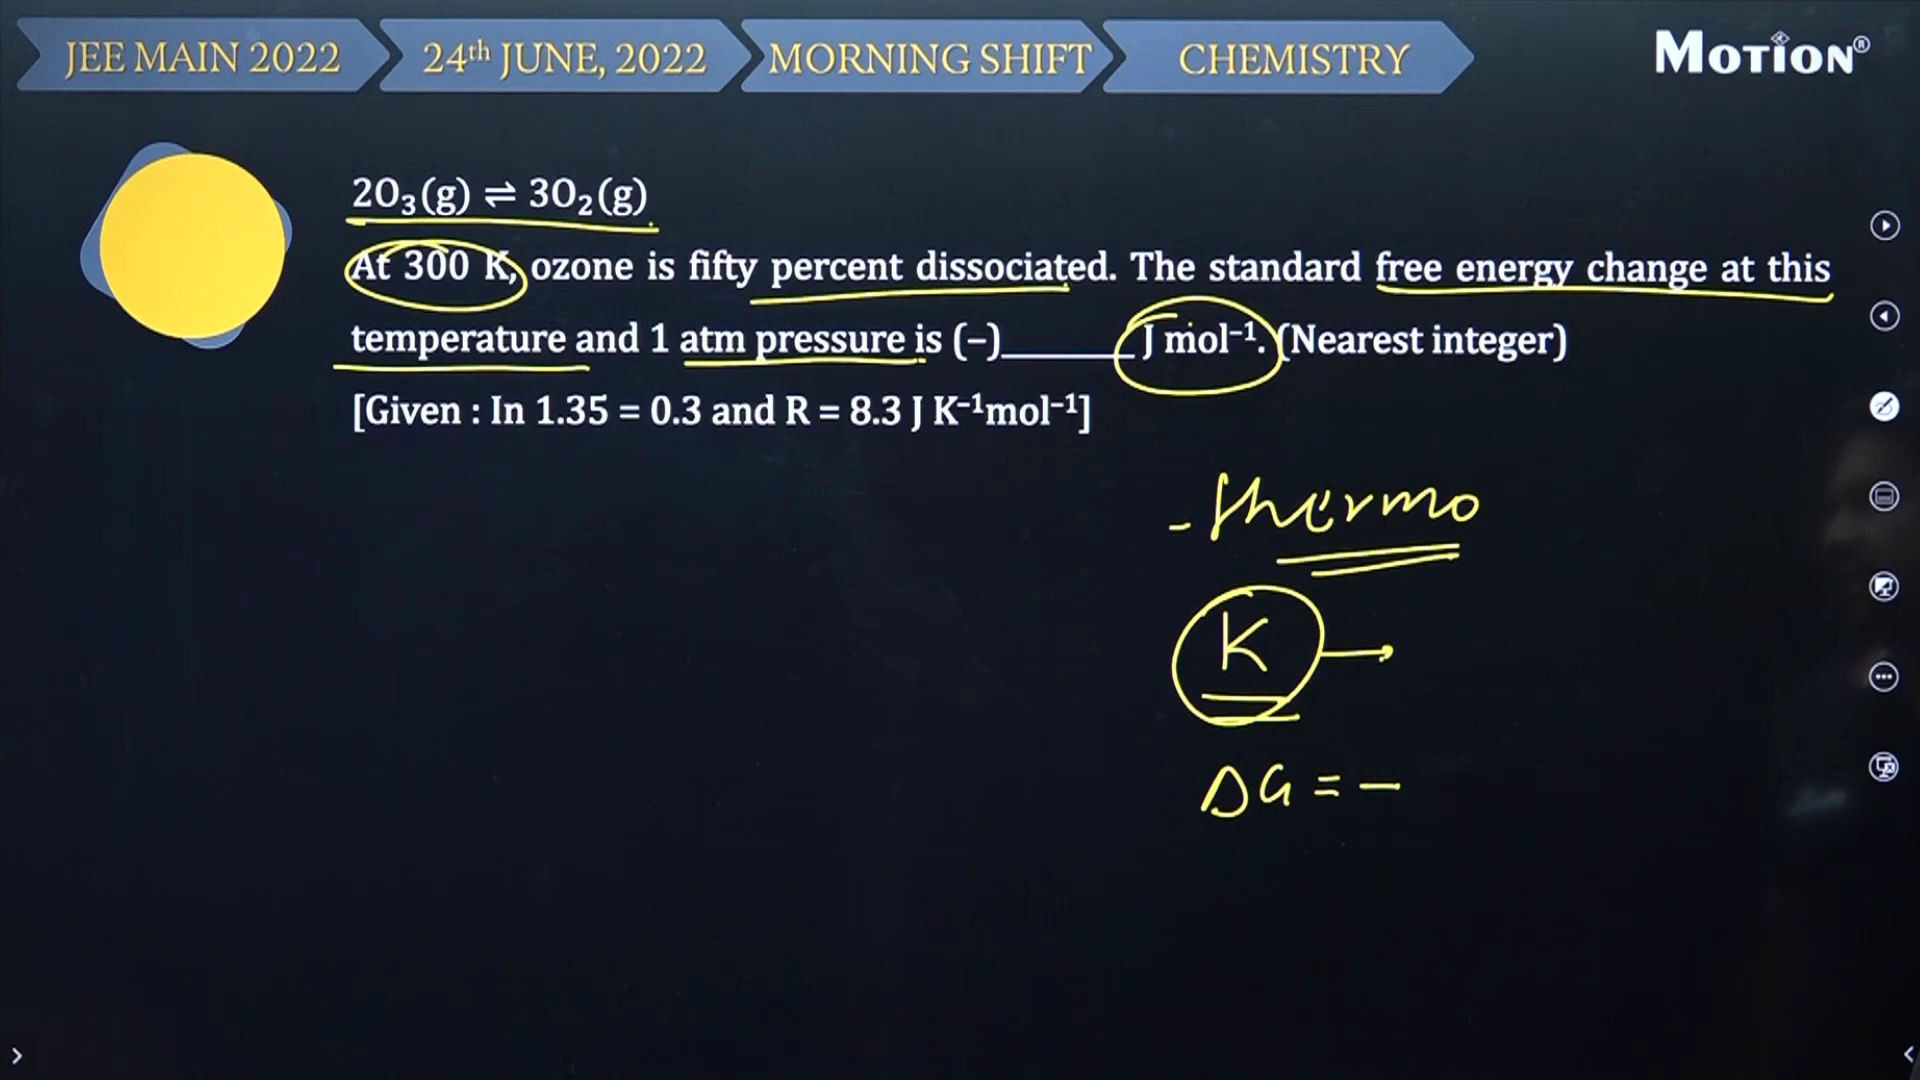 JEE MAIN 2022 24th JUNE, 2022 MORNING SHIFT CHEMISTRY MOTION®
2O₃(g) ⇌ 3O₂(g)
At 300 K, ozone is fifty percent dissociated. The standard free energy change at this
temperature and 1 atm pressure is (–)______ J mol⁻¹. (Nearest integer)
[Given : In 1.35 = 0.3 and R = 8.3 J K⁻¹mol⁻¹]
- thermo
K →
ΔG = –